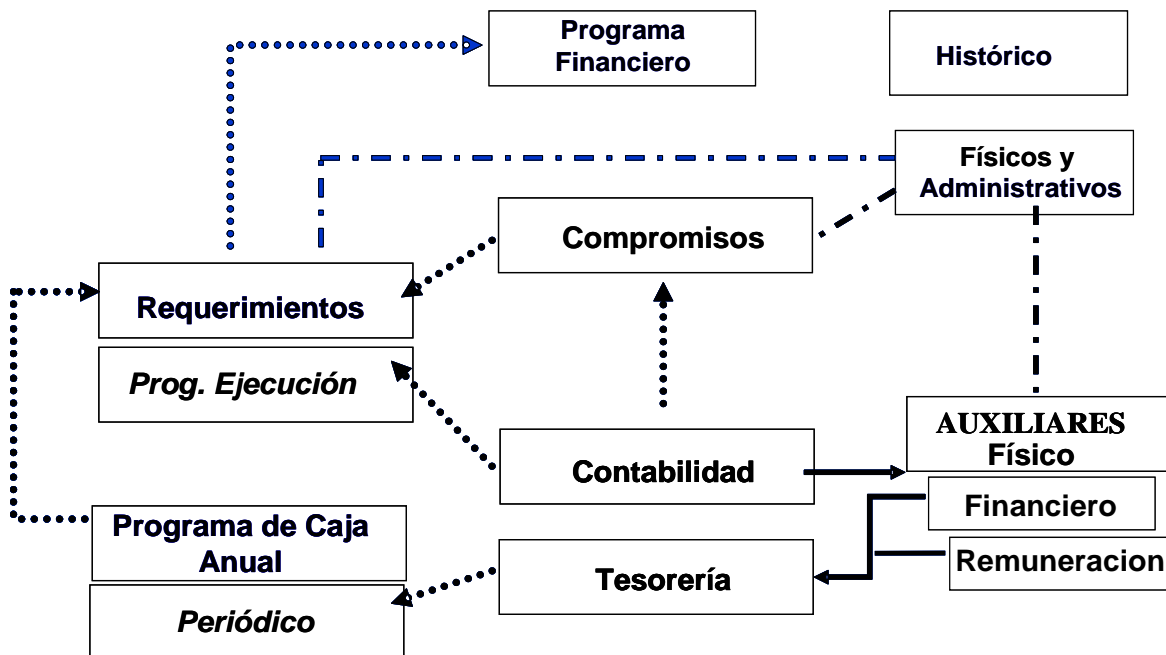 Programa
Financiero
Histórico
Físicos y
Administrativos
Compromisos
Requerimientos
Prog. Ejecución
AUXILIARES
Físico
Contabilidad
Financiero
Programa de Caja
Anual
Remuneracion
Tesorería
Periódico